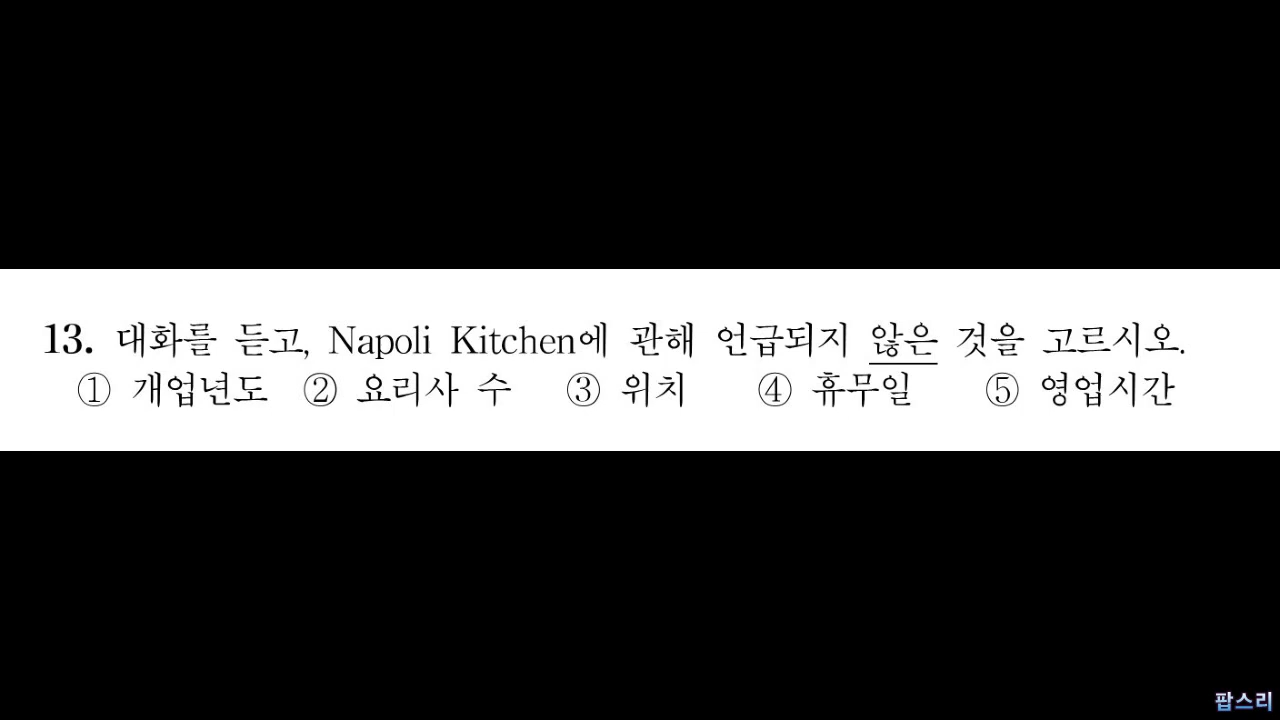 13. 대화를 듣고, Napoli Kitchen에 관해 언급되지 않은 것을 고르시오.
① 개업년도 ② 요리사 수 ③ 위치 ④ 휴무일 ⑤ 영업시간
팝스리